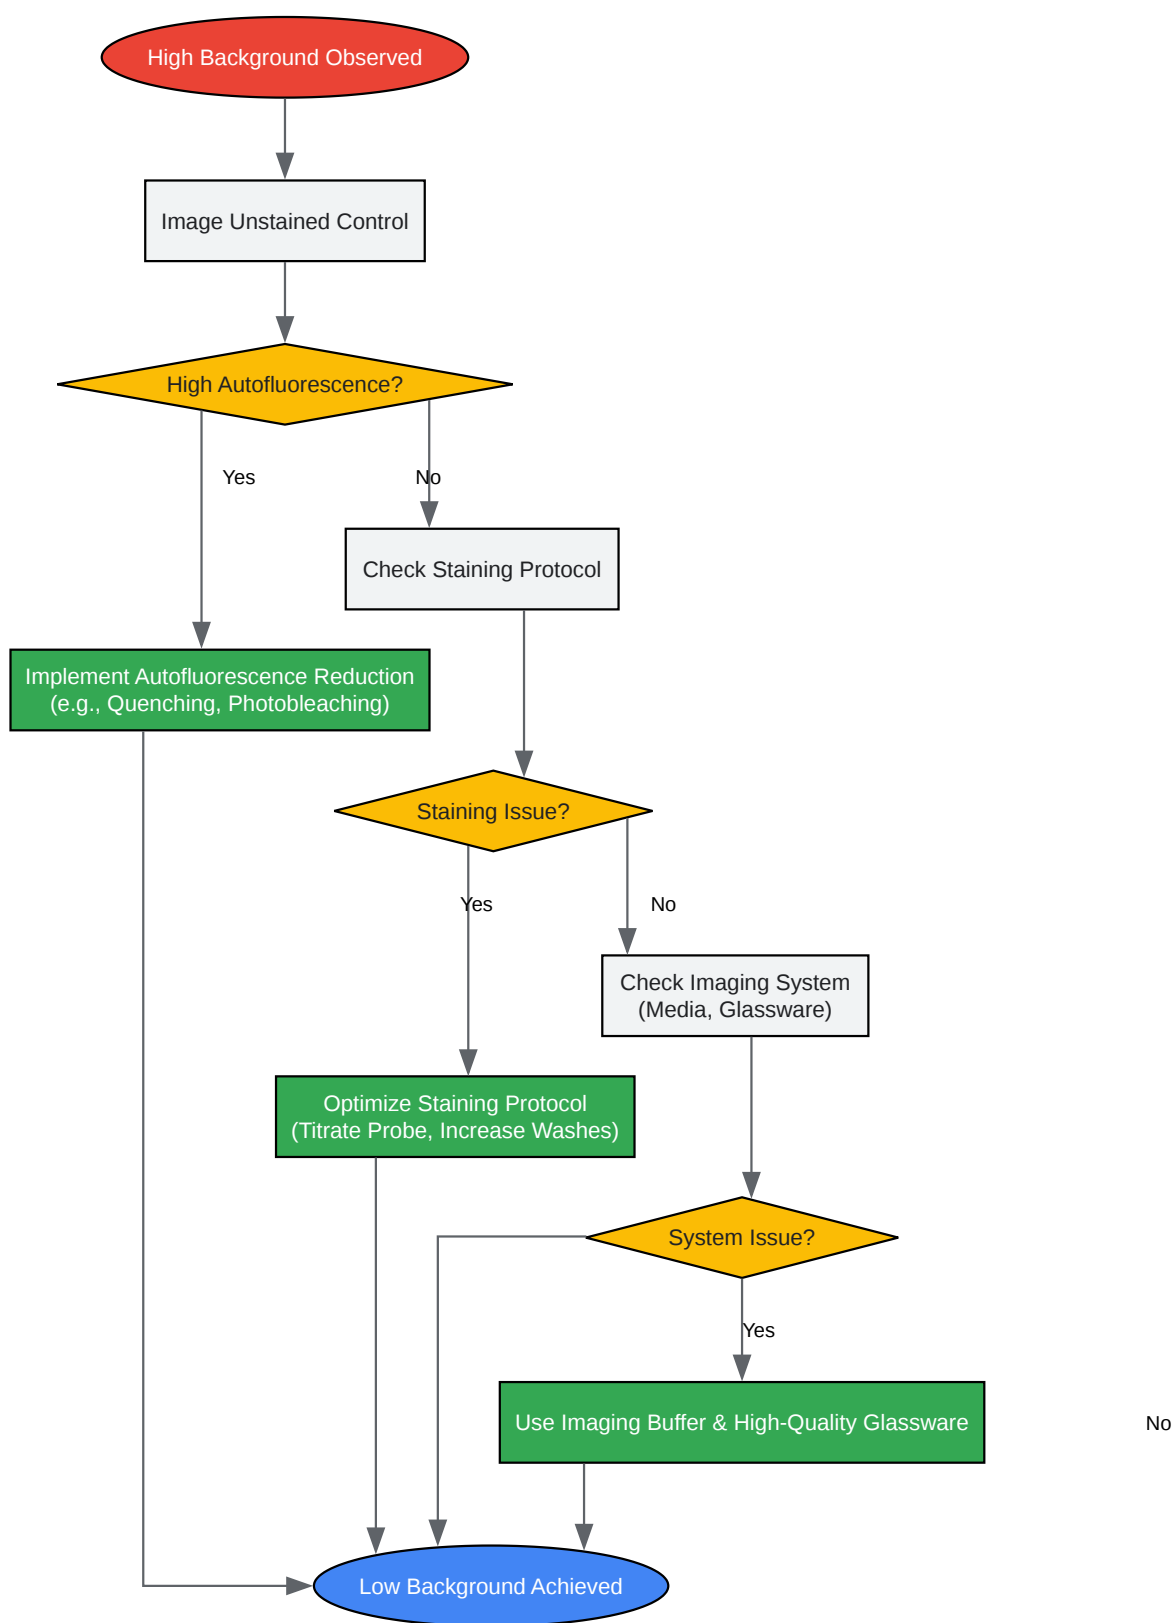 High Background Observed
Image Unstained Control
High Autofluorescence?
Yes
No
Check Staining Protocol
Implement Autofluorescence Reduction
(e.g., Quenching, Photobleaching)
Staining Issue?
Yes
No
Check Imaging System
(Media, Glassware)
Optimize Staining Protocol
(Titrate Probe, Increase Washes)
System Issue?
Yes
Use Imaging Buffer & High-Quality Glassware
No
Low Background Achieved